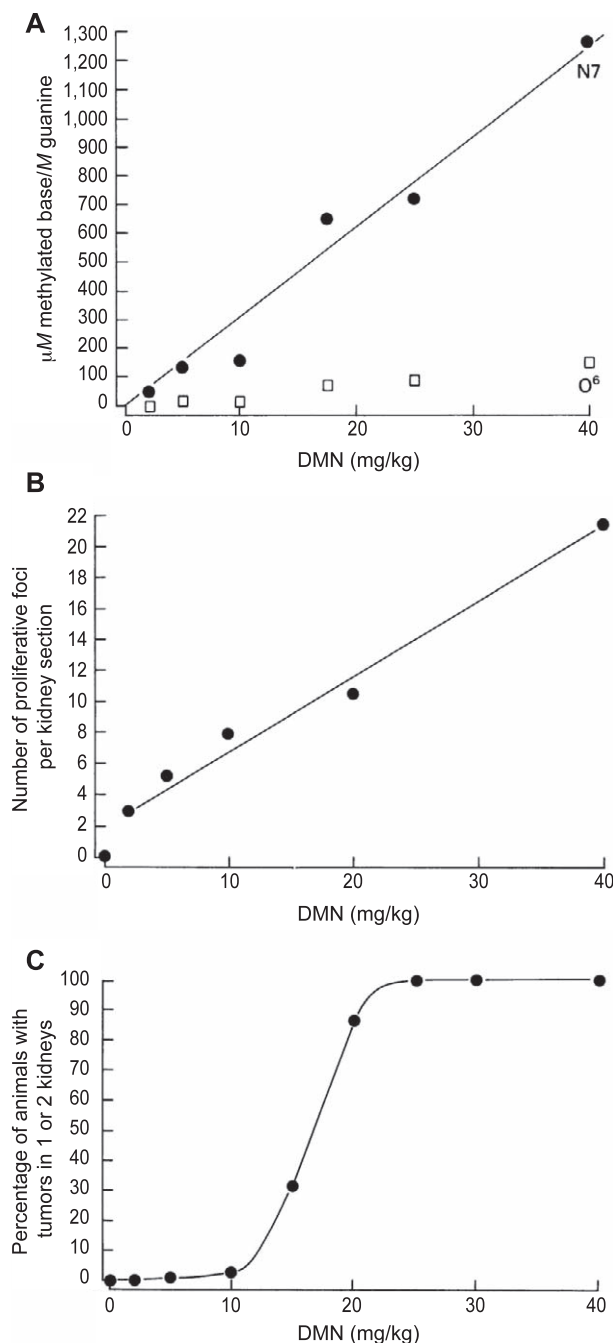 A
1,300
1,200
1,100
1,000
900
800
700
600
500
400
300
200
100
0
μM methylated base/M guanine
N7
O⁶
0 10 20 30 40
DMN (mg/kg)
B
22
20
18
16
14
12
10
8
6
4
2
0
Number of proliferative foci
per kidney section
0 10 20 30 40
DMN (mg/kg)
C
100
90
80
70
60
50
40
30
20
10
0
Percentage of animals with
tumors in 1 or 2 kidneys
0 10 20 30 40
DMN (mg/kg)